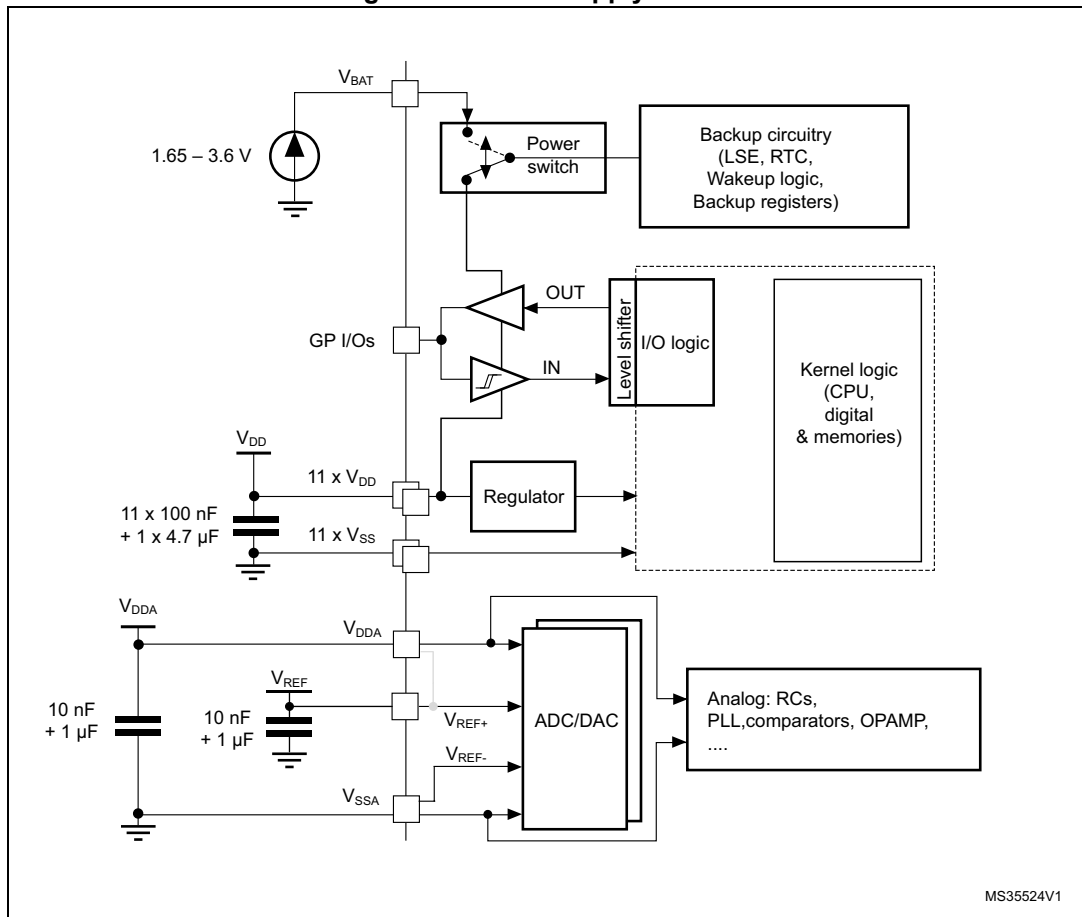 VBAT
1.65 – 3.6 V
Power
switch
Backup circuitry
(LSE, RTC,
Wakeup logic,
Backup registers)
GP I/Os
OUT
IN
Level shifter
I/O logic
Kernel logic
(CPU,
digital
& memories)
VDD
11 x VDD
11 x 100 nF
+ 1 x 4.7 µF
11 x VSS
Regulator
VDDA
VDDA
10 nF
+ 1 µF
VREF
10 nF
+ 1 µF
VREF+
VREF-
VSSA
ADC/DAC
Analog: RCs,
PLL,comparators, OPAMP,
....
MS35524V1